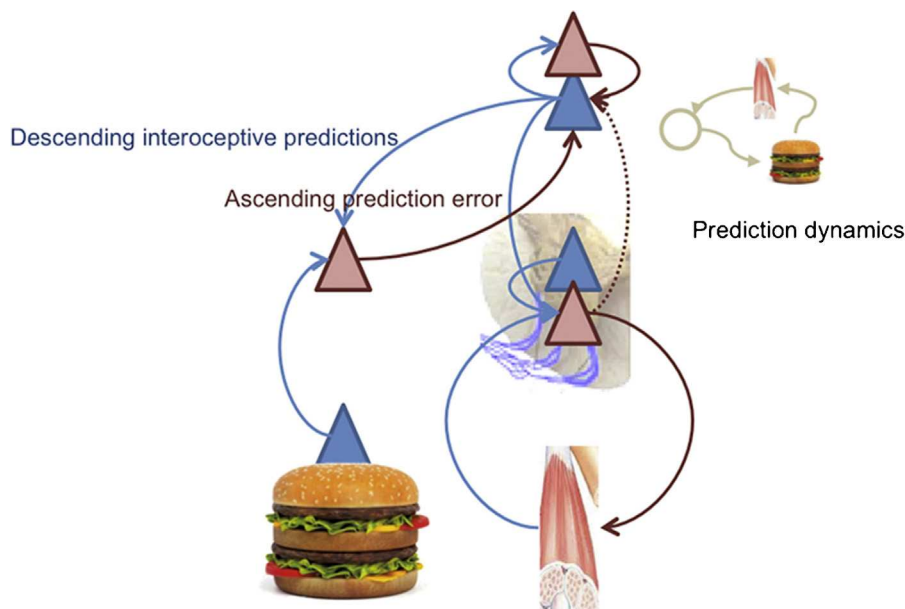 Descending interoceptive predictions
Ascending prediction error
Prediction dynamics